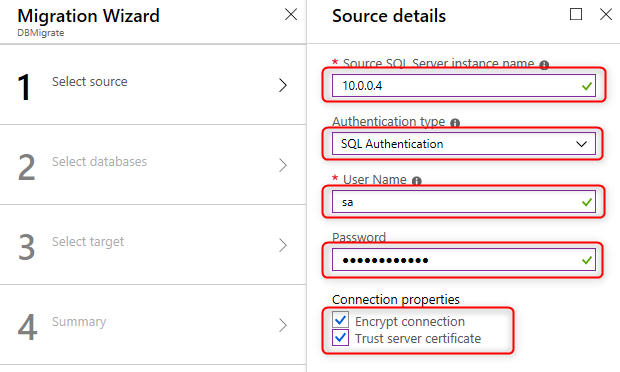 Migration Wizard
DBMigrate
1 Select source
2 Select databases
3 Select target
4 Summary
Source details
* Source SQL Server instance name
10.0.0.4
Authentication type
SQL Authentication
* User Name
sa
Password
●●●●●●●●●●●●
Connection properties
Encrypt connection
Trust server certificate